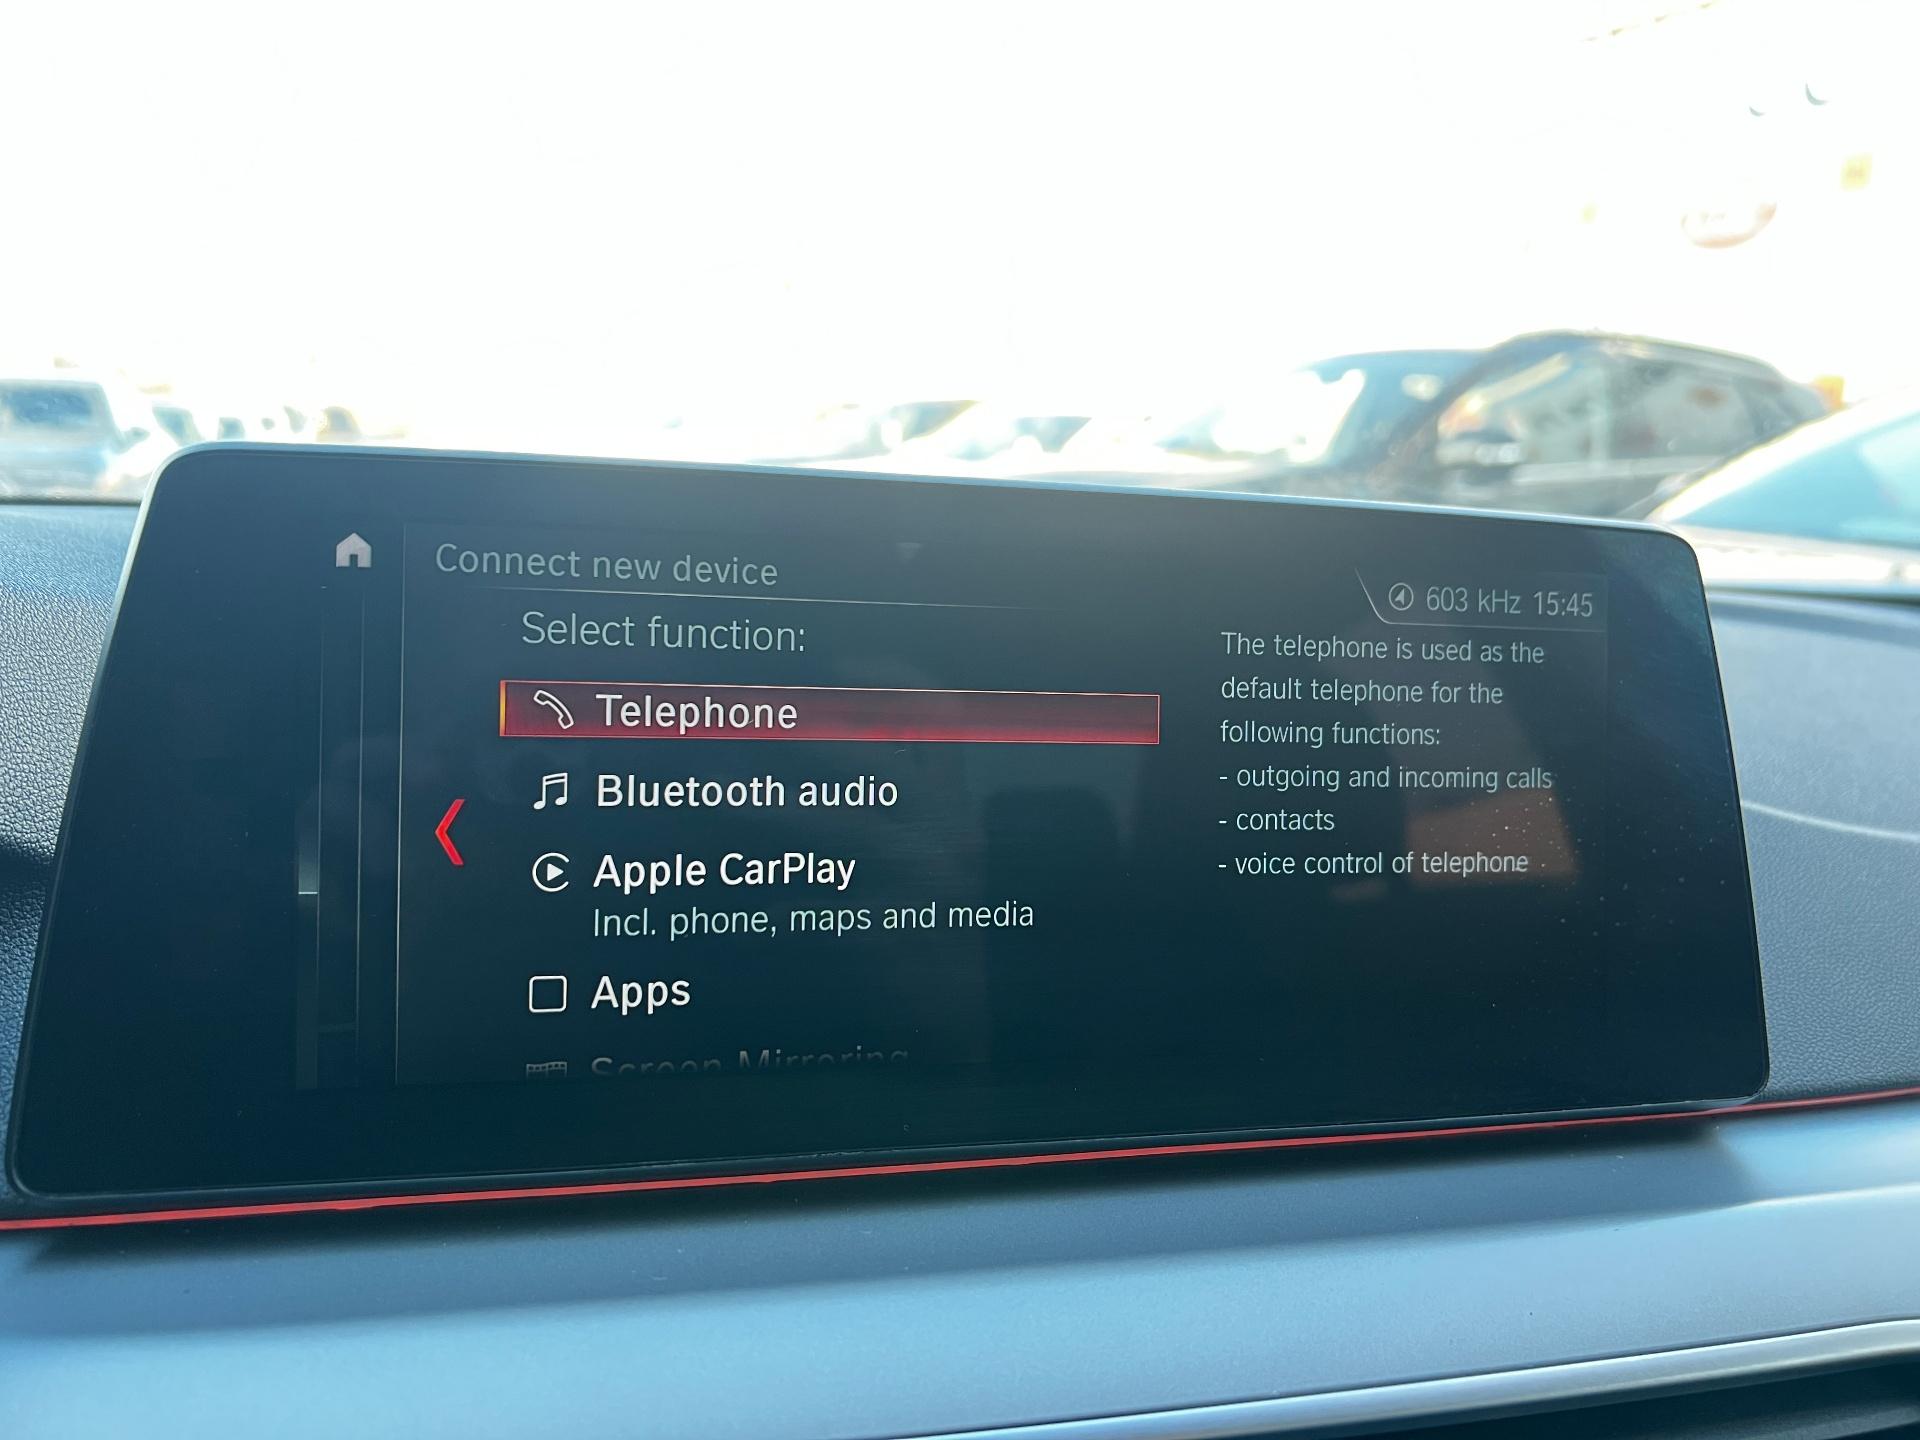 Connect new device
603 kHz 15:45
Select function:
Telephone
Bluetooth audio
Apple CarPlay
Incl. phone, maps and media
Apps
Screen Mirroring
The telephone is used as the
default telephone for the
following functions:
- outgoing and incoming calls
- contacts
- voice control of telephone